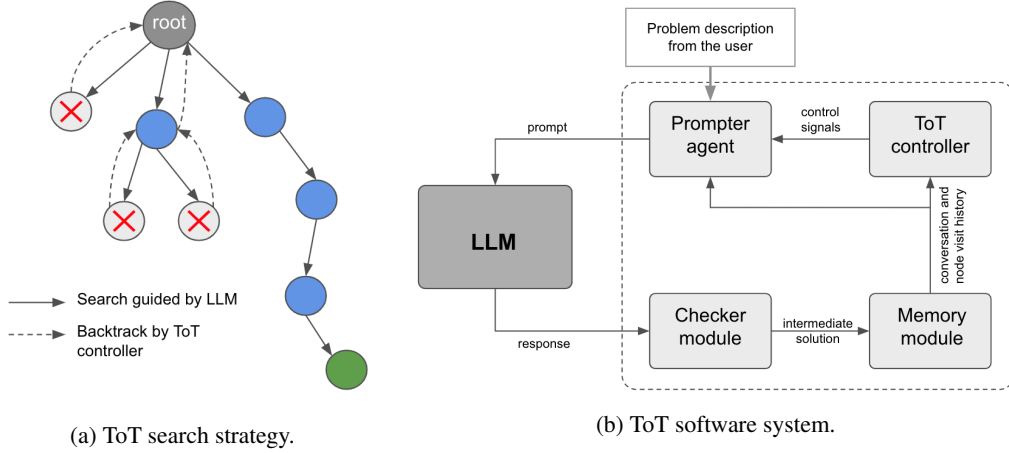 root
Search guided by LLM
Backtrack by ToT
controller
(a) ToT search strategy.
Problem description
from the user
prompt
Prompter
agent
control
signals
ToT
controller
LLM
conversation and
node visit history
response
Checker
module
intermediate
solution
Memory
module
(b) ToT software system.